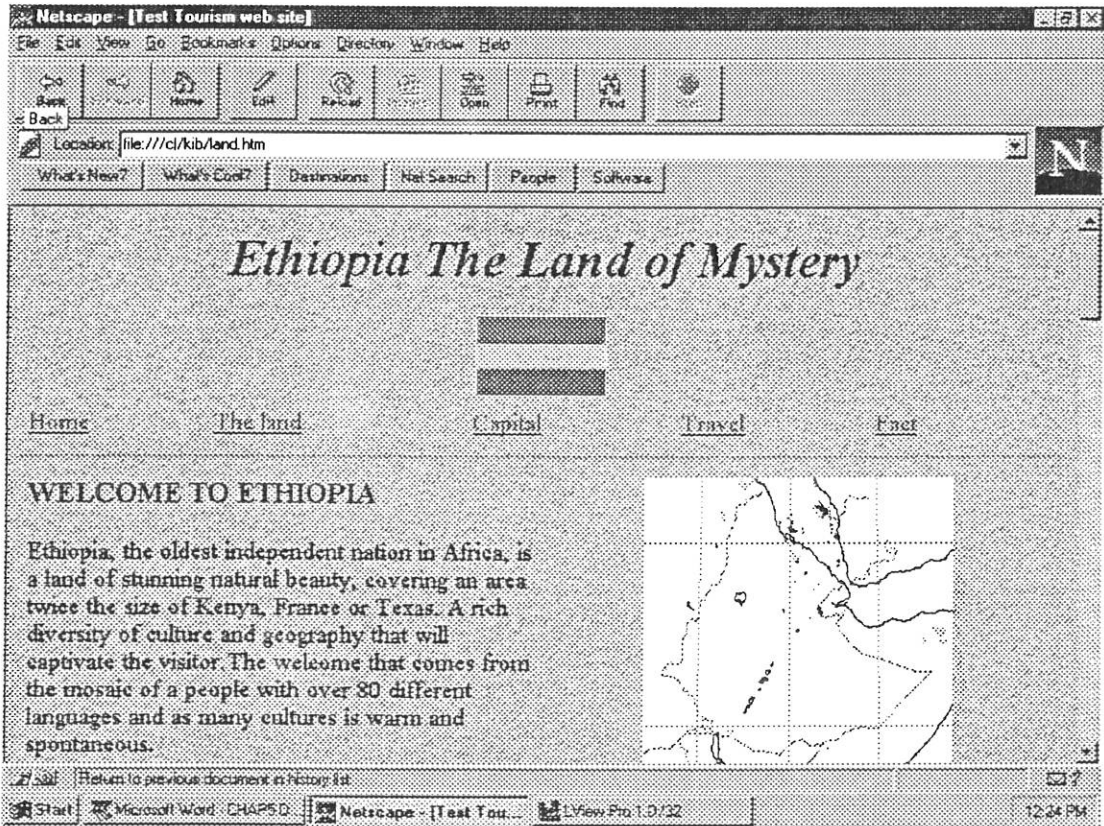 Netscape - [Test Tourism web site]
File Edit View Go Bookmarks Options Directory Window Help
Back Home Edit Reload Open Print Find
Back
Location: file:///c|/kib/land.htm
What's New? What's Cool? Destinations Net Search People Software
N
Ethiopia The Land of Mystery
Home The land Capital Travel Fact
WELCOME TO ETHIOPIA
Ethiopia, the oldest independent nation in Africa, is
a land of stunning natural beauty, covering an area
twice the size of Kenya, France or Texas. A rich
diversity of culture and geography that will
captivate the visitor. The welcome that comes from
the mosaic of a people with over 80 different
languages and as many cultures is warm and
spontaneous.
Return to previous document in history list
Start Microsoft Word - CHAP5.D Netscape - [Test Tou... LView Pro 1.D/32 12:24 PM